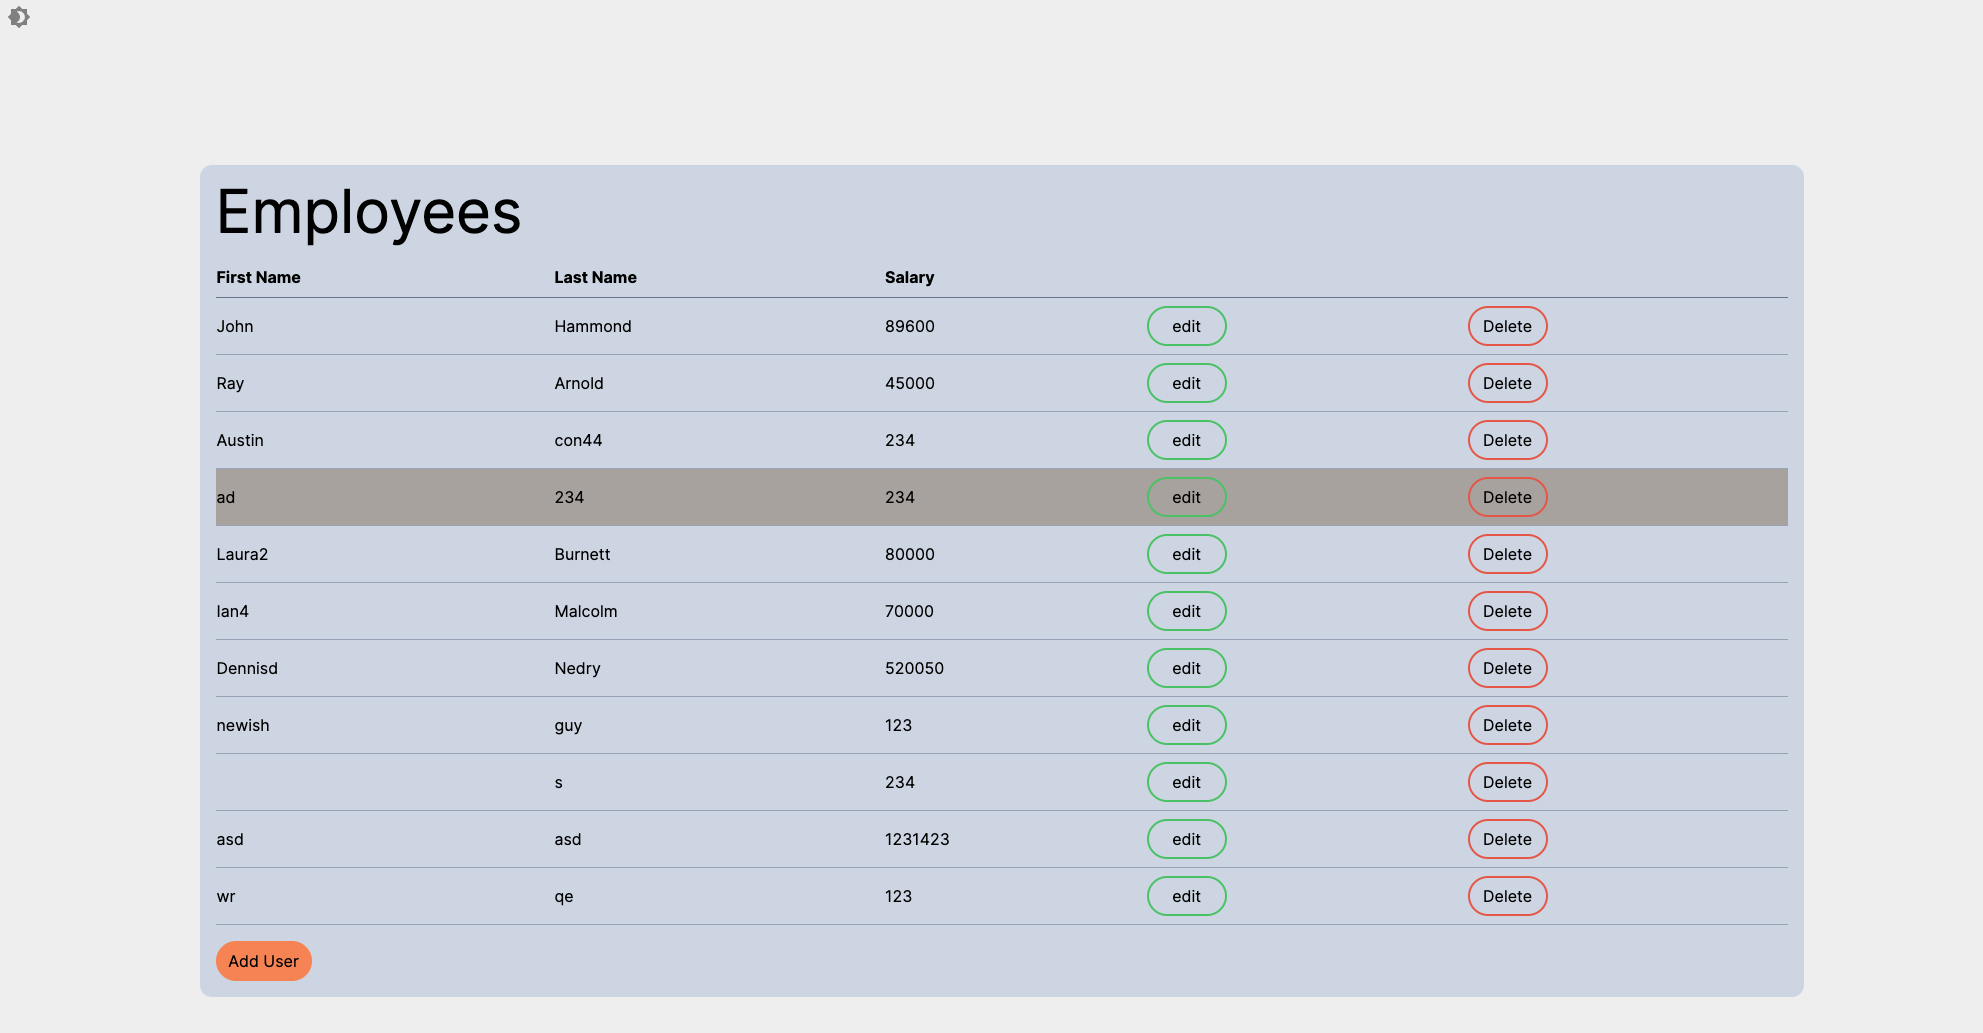 Employees
First Name Last Name Salary
John Hammond 89600 edit Delete
Ray Arnold 45000 edit Delete
Austin con44 234 edit Delete
ad 234 234 edit Delete
Laura2 Burnett 80000 edit Delete
Ian4 Malcolm 70000 edit Delete
Dennisd Nedry 520050 edit Delete
newish guy 123 edit Delete
s 234 edit Delete
asd asd 1231423 edit Delete
wr qe 123 edit Delete
Add User